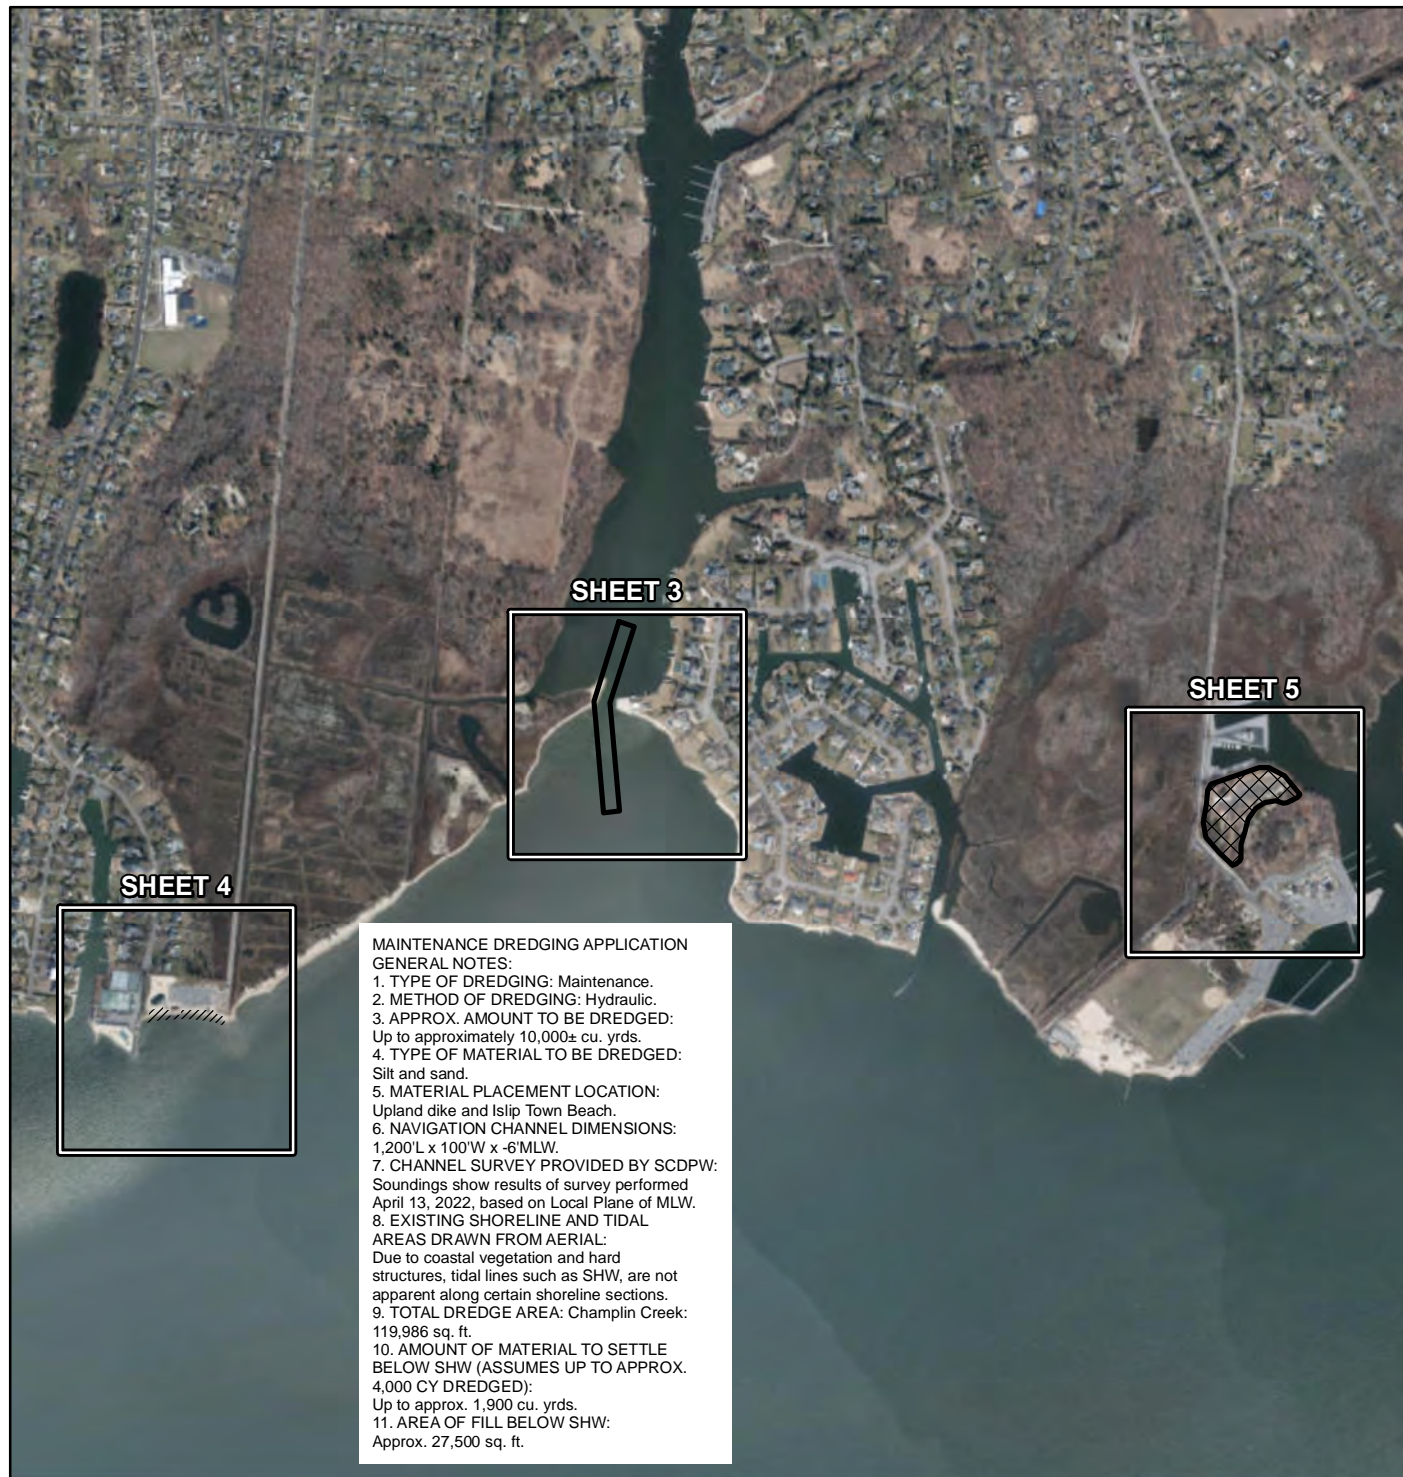 SHEET 3
SHEET 5
SHEET 4
MAINTENANCE DREDGING APPLICATION
GENERAL NOTES:
1. TYPE OF DREDGING: Maintenance.
2. METHOD OF DREDGING: Hydraulic.
3. APPROX. AMOUNT TO BE DREDGED:
Up to approximately 10,000± cu. yrds.
4. TYPE OF MATERIAL TO BE DREDGED:
Silt and sand.
5. MATERIAL PLACEMENT LOCATION:
Upland dike and Islip Town Beach.
6. NAVIGATION CHANNEL DIMENSIONS:
1,200'L x 100'W x -6'MLW.
7. CHANNEL SURVEY PROVIDED BY SCDPW:
Soundings show results of survey performed
April 13, 2022, based on Local Plane of MLW.
8. EXISTING SHORELINE AND TIDAL
AREAS DRAWN FROM AERIAL:
Due to coastal vegetation and hard
structures, tidal lines such as SHW, are not
apparent along certain shoreline sections.
9. TOTAL DREDGE AREA: Champlin Creek:
119,986 sq. ft.
10. AMOUNT OF MATERIAL TO SETTLE
BELOW SHW (ASSUMES UP TO APPROX.
4,000 CY DREDGED):
Up to approx. 1,900 cu. yrds.
11. AREA OF FILL BELOW SHW:
Approx. 27,500 sq. ft.